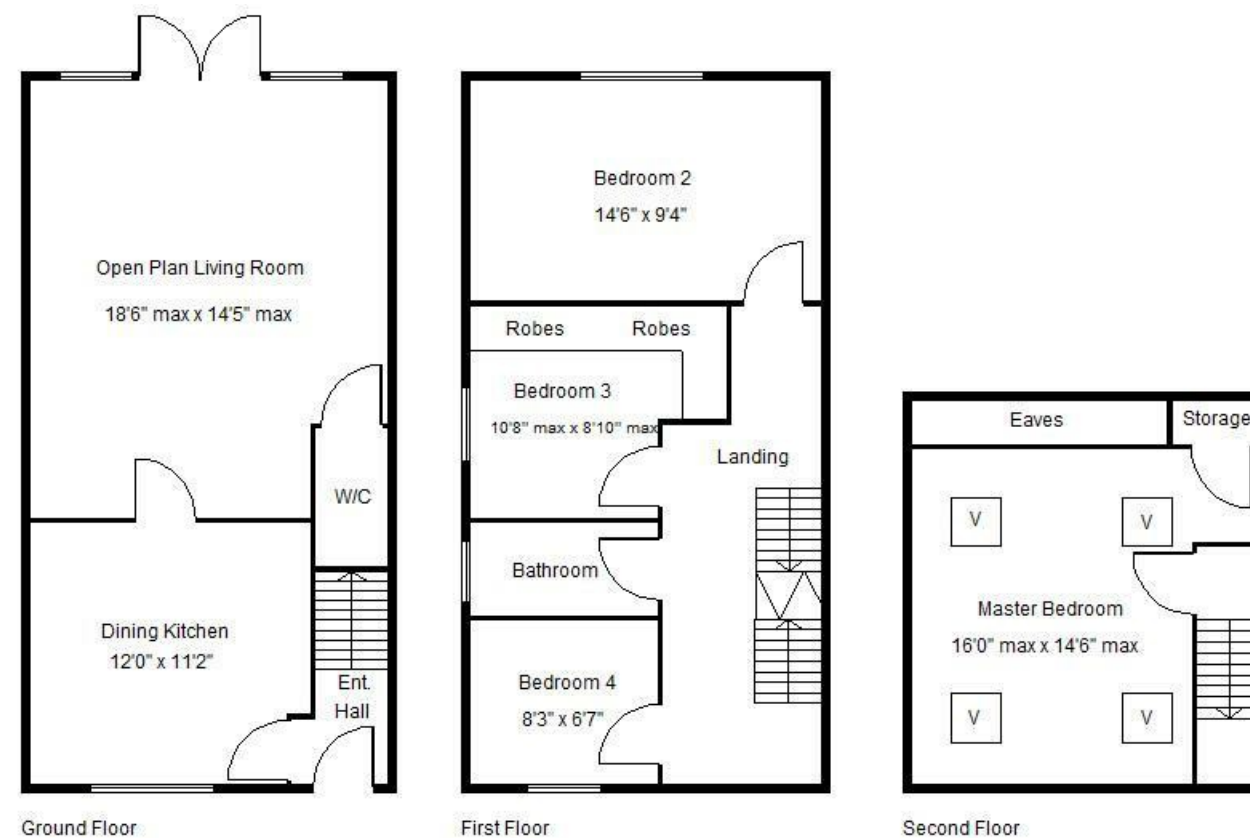 Open Plan Living Room
18'6" max x 14'5" max
W/C
Dining Kitchen
12'0" x 11'2"
Ent.
Hall
Ground Floor
Bedroom 2
14'6" x 9'4"
Robes Robes
Bedroom 3
10'8" max x 8'10" max
Landing
Bathroom
Bedroom 4
8'3" x 6'7"
First Floor
Eaves Storage
V V
Master Bedroom
16'0" max x 14'6" max
V V
Second Floor